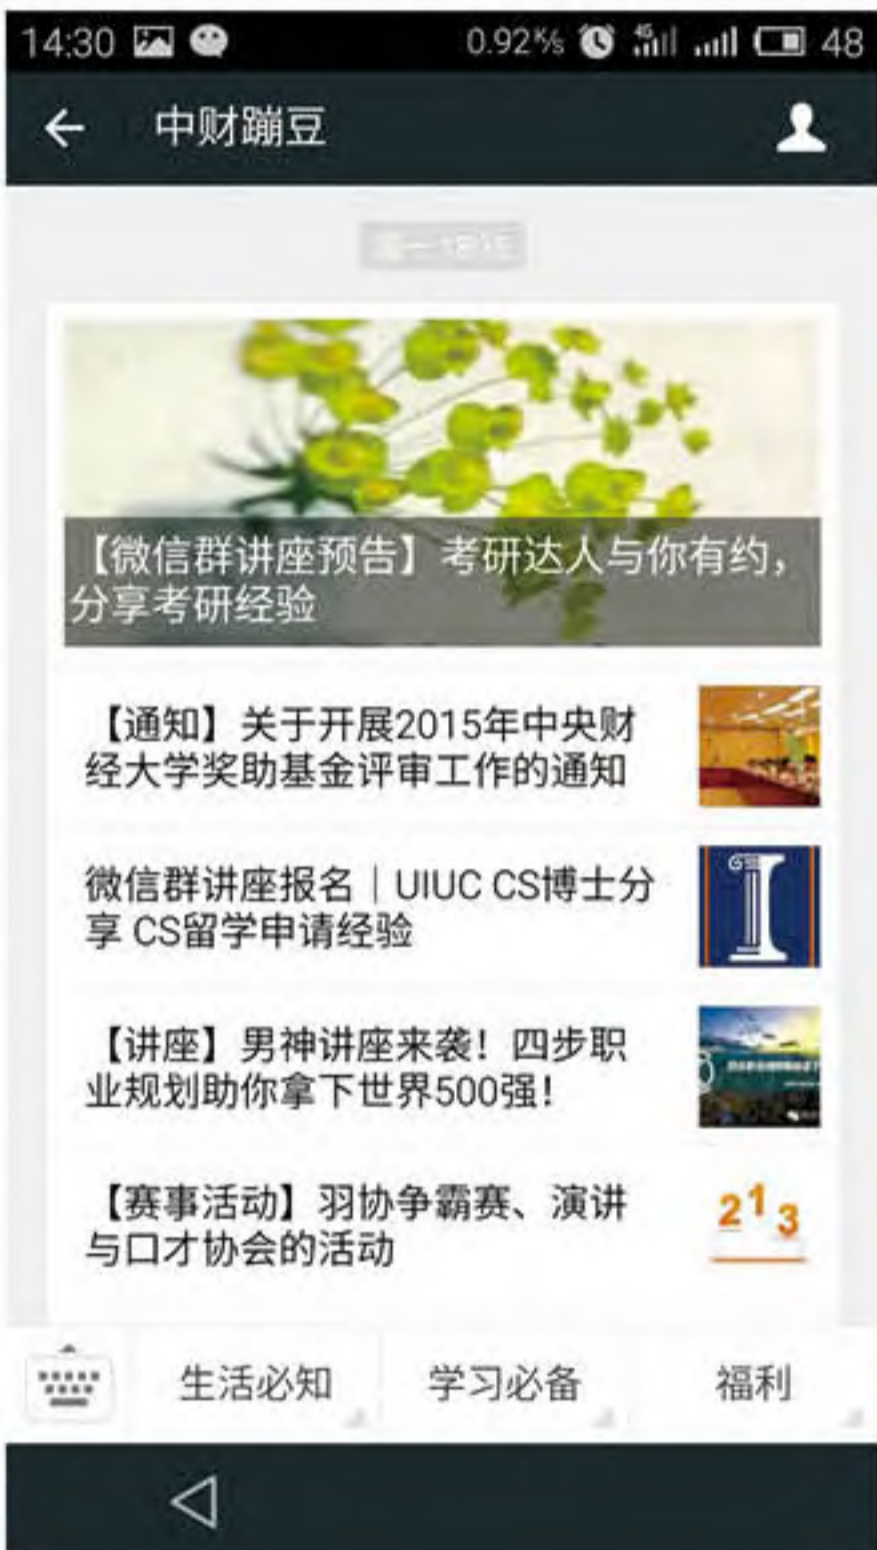 14:30 0.92K/s 4G 48
中财蹦豆
【微信群讲座预告】考研达人与你有约，
分享考研经验
【通知】关于开展2015年中央财
经大学奖助基金评审工作的通知
微信群讲座报名｜UIUC CS博士分
享 CS留学申请经验
【讲座】男神讲座来袭！四步职
业规划助你拿下世界500强！
【赛事活动】羽协争霸赛、演讲
与口才协会的活动
213
生活必知 学习必备 福利